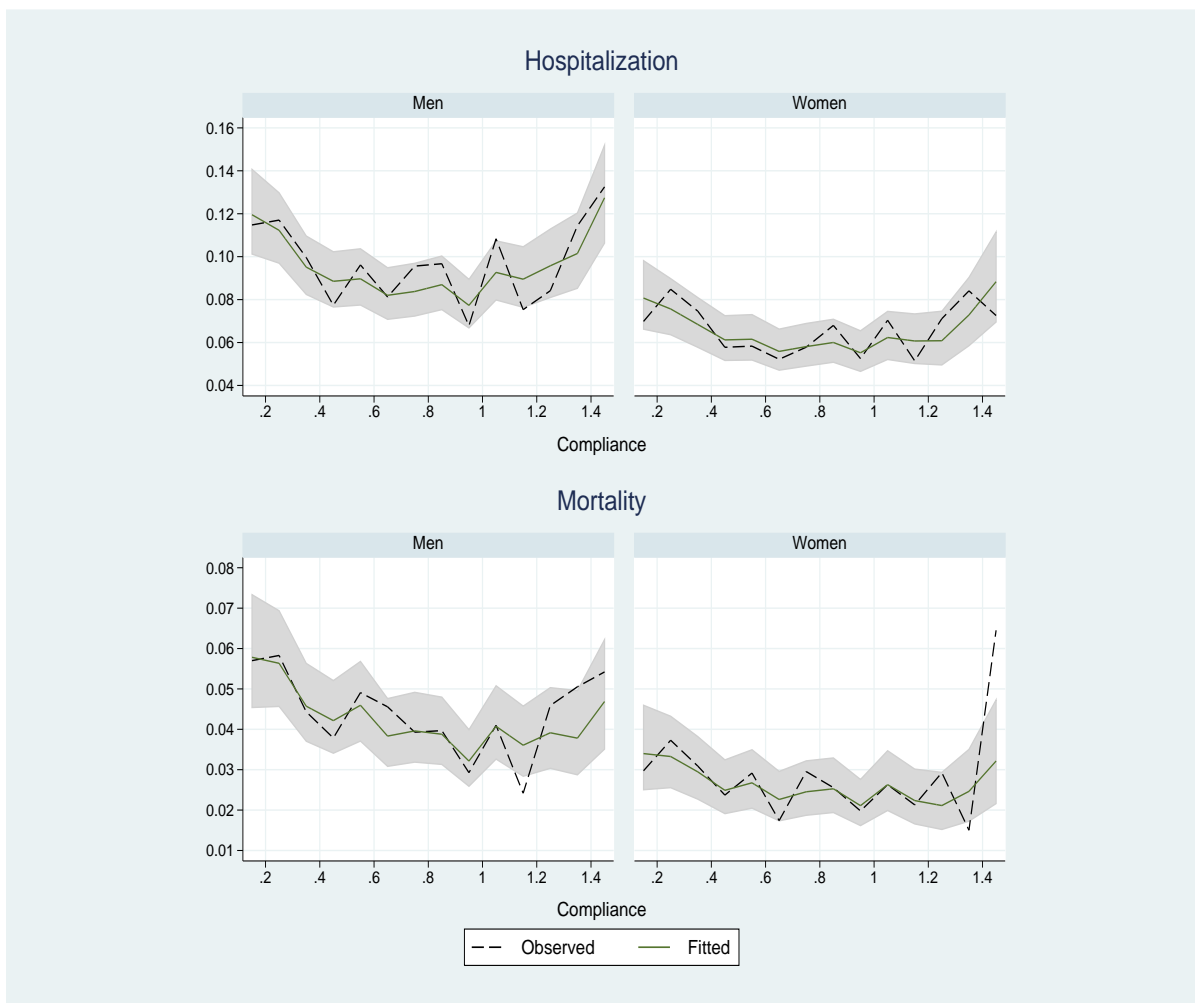 Hospitalization
Men Women
0.16
0.14
0.12
0.10
0.08
0.06
0.04
.2 .4 .6 .8 1 1.2 1.4 .2 .4 .6 .8 1 1.2 1.4
Compliance
Mortality
Men Women
0.08
0.07
0.06
0.05
0.04
0.03
0.02
0.01
.2 .4 .6 .8 1 1.2 1.4 .2 .4 .6 .8 1 1.2 1.4
Compliance
Observed Fitted